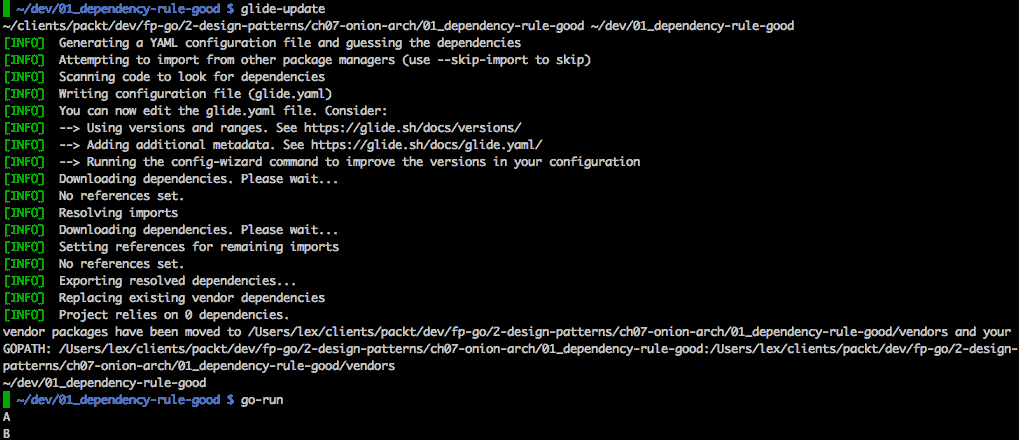 ~/dev/01_dependency-rule-good $ glide-update
~/clients/packt/dev/fp-go/2-design-patterns/ch07-onion-arch/01_dependency-rule-good ~/dev/01_dependency-rule-good
[INFO] Generating a YAML configuration file and guessing the dependencies
[INFO] Attempting to import from other package managers (use --skip-import to skip)
[INFO] Scanning code to look for dependencies
[INFO] Writing configuration file (glide.yaml)
[INFO] You can now edit the glide.yaml file. Consider:
[INFO] --> Using versions and ranges. See https://glide.sh/docs/versions/
[INFO] --> Adding additional metadata. See https://glide.sh/docs/glide.yaml/
[INFO] --> Running the config-wizard command to improve the versions in your configuration
[INFO] Downloading dependencies. Please wait...
[INFO] No references set.
[INFO] Resolving imports
[INFO] Downloading dependencies. Please wait...
[INFO] Setting references for remaining imports
[INFO] No references set.
[INFO] Exporting resolved dependencies...
[INFO] Replacing existing vendor dependencies
[INFO] Project relies on 0 dependencies.
vendor packages have been moved to /Users/lex/clients/packt/dev/fp-go/2-design-patterns/ch07-onion-arch/01_dependency-rule-good/vendors and your
GOPATH: /Users/lex/clients/packt/dev/fp-go/2-design-patterns/ch07-onion-arch/01_dependency-rule-good:/Users/lex/clients/packt/dev/fp-go/2-design-
patterns/ch07-onion-arch/01_dependency-rule-good/vendors
~/dev/01_dependency-rule-good
~/dev/01_dependency-rule-good $ go-run
A
B